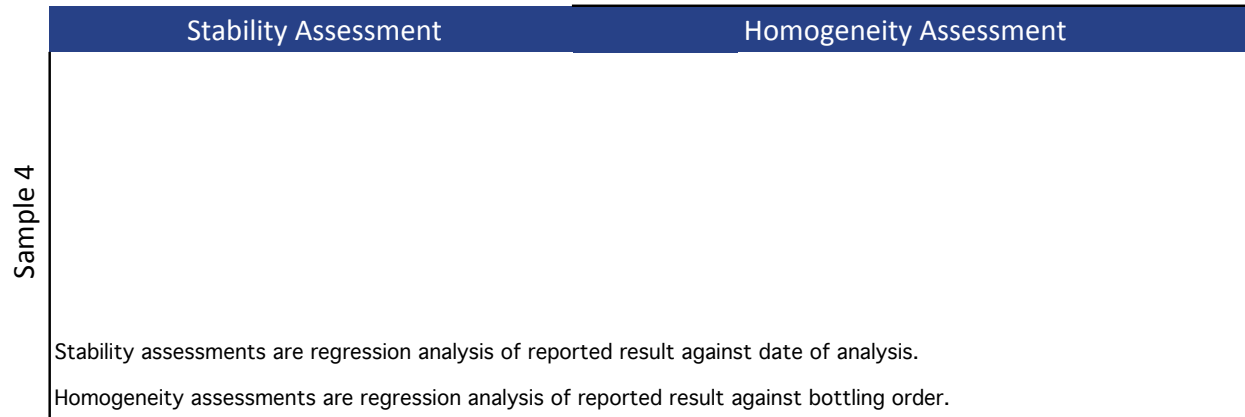 Stability Assessment
Homogeneity Assessment
Sample 4
Stability assessments are regression analysis of reported result against date of analysis.
Homogeneity assessments are regression analysis of reported result against bottling order.